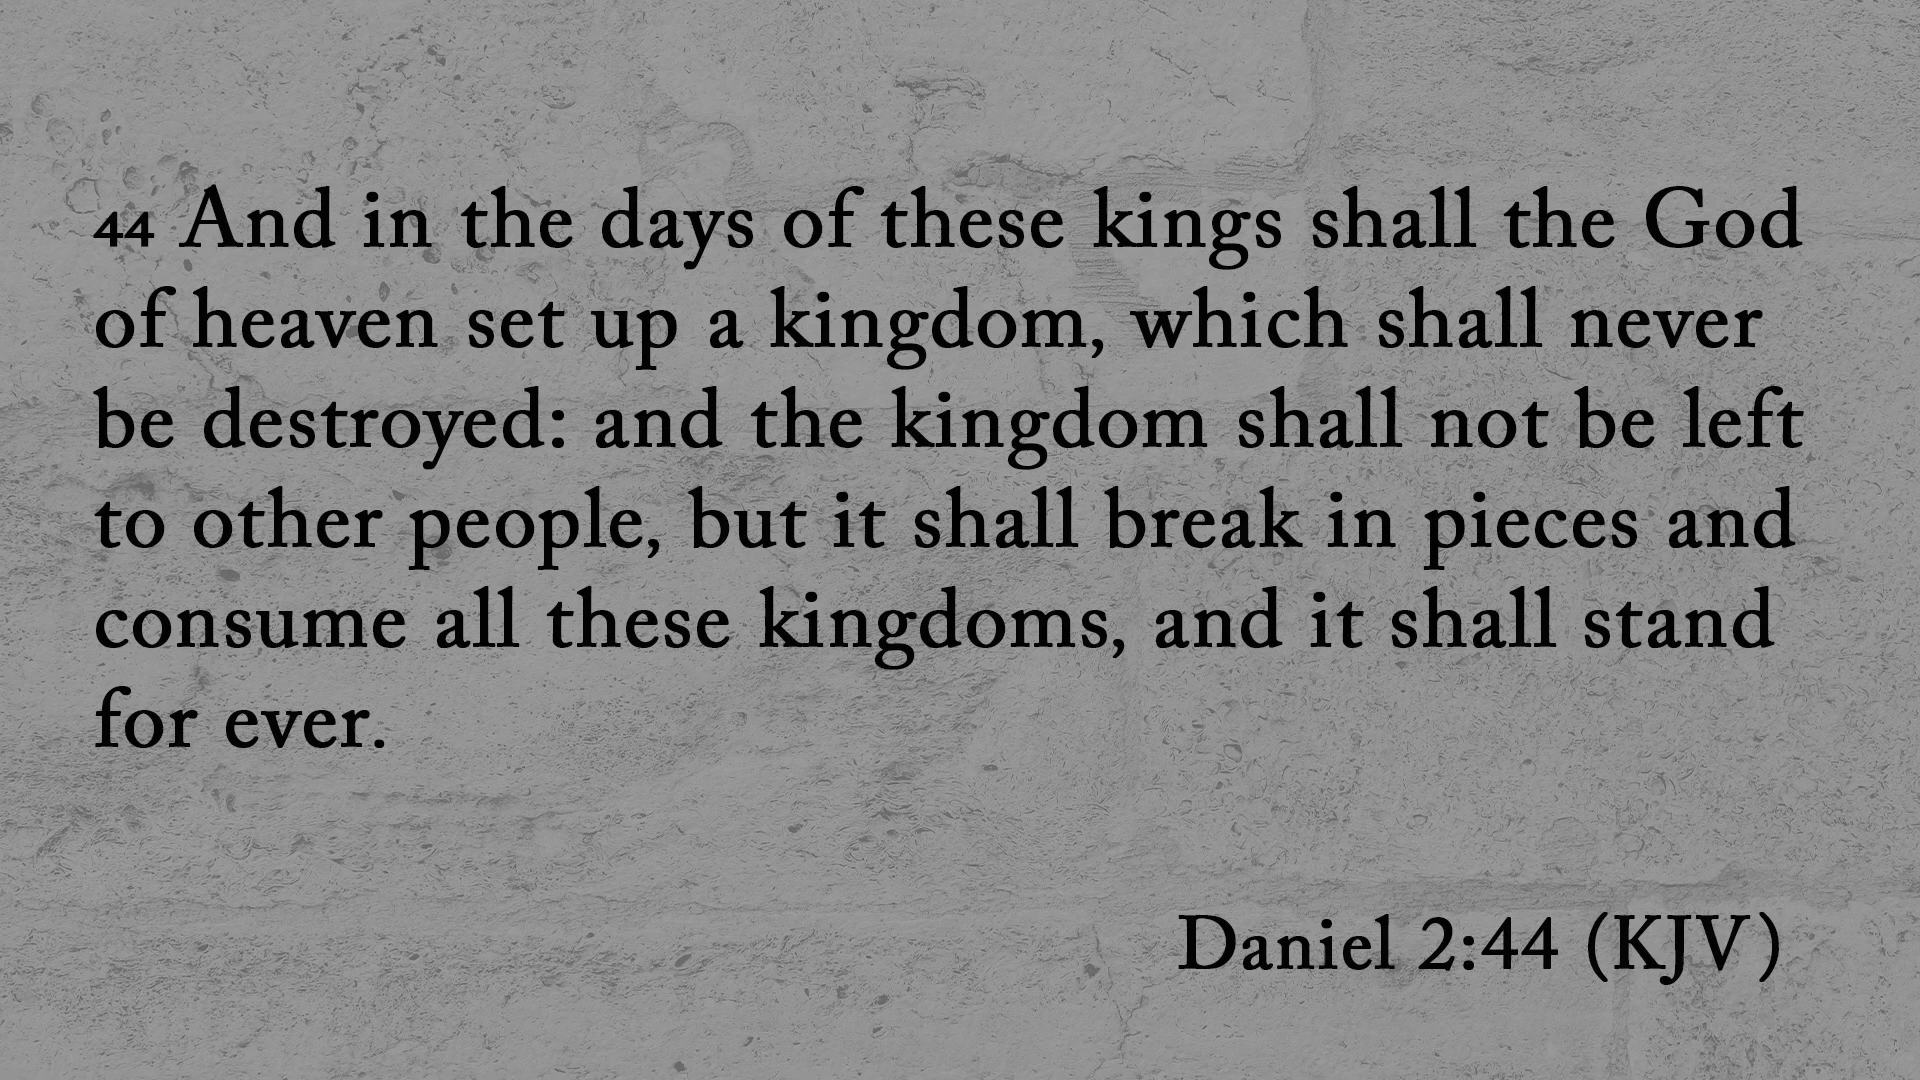 44 And in the days of these kings shall the God
of heaven set up a kingdom, which shall never
be destroyed: and the kingdom shall not be left
to other people, but it shall break in pieces and
consume all these kingdoms, and it shall stand
for ever.
Daniel 2:44 (KJV)